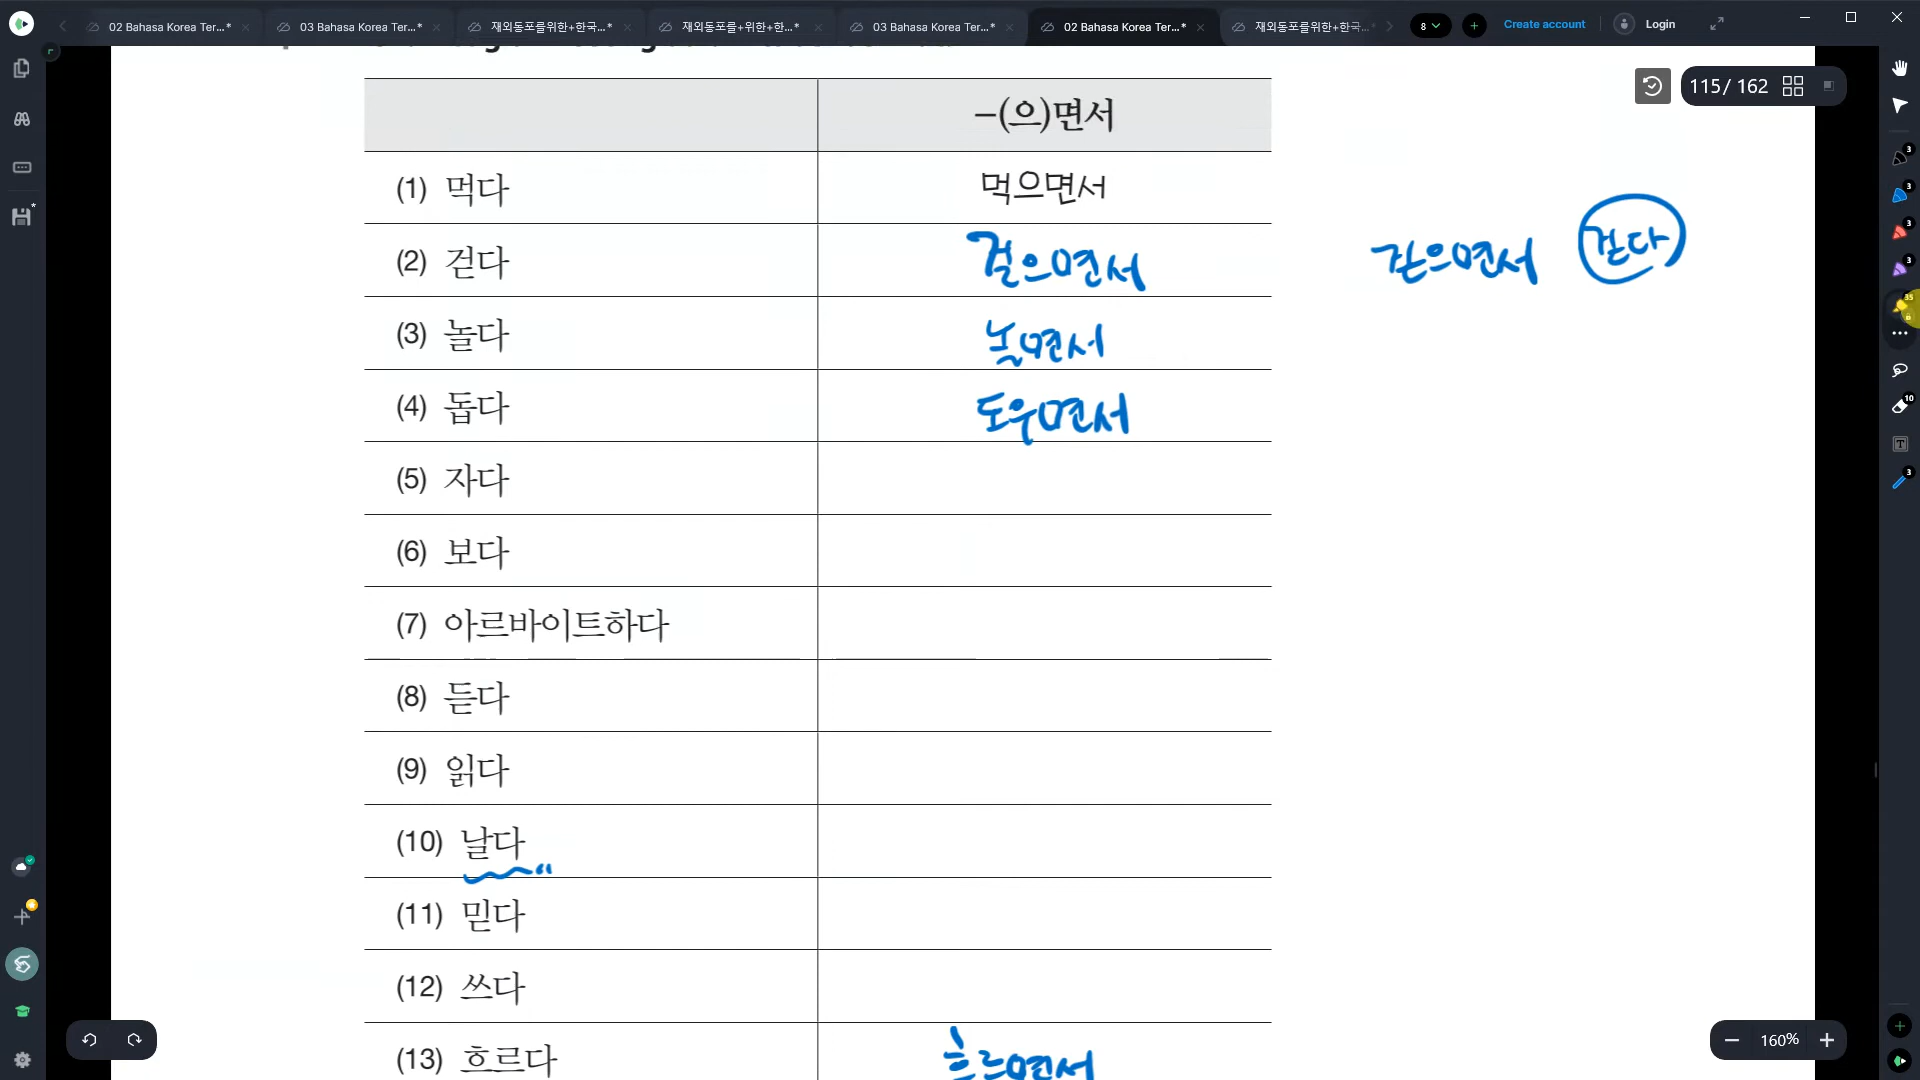 02 Bahasa Korea Ter...* 03 Bahasa Korea Ter...* 재외동포를위한+한국...* 재외동포를+위한+한...* 03 Bahasa Korea Ter...* 02 Bahasa Korea Ter...* 재외동포를위한+한국...* 8 Create account Login
115/ 162
–(으)면서
(1) 먹다 먹으면서
(2) 걷다 걸으면서 걷으면서 걷다
(3) 놀다 놀면서
(4) 돕다 도우면서
(5) 자다
(6) 보다
(7) 아르바이트하다
(8) 듣다
(9) 읽다
(10) 날다
(11) 믿다
(12) 쓰다
(13) 흐르다 흐르면서
160%